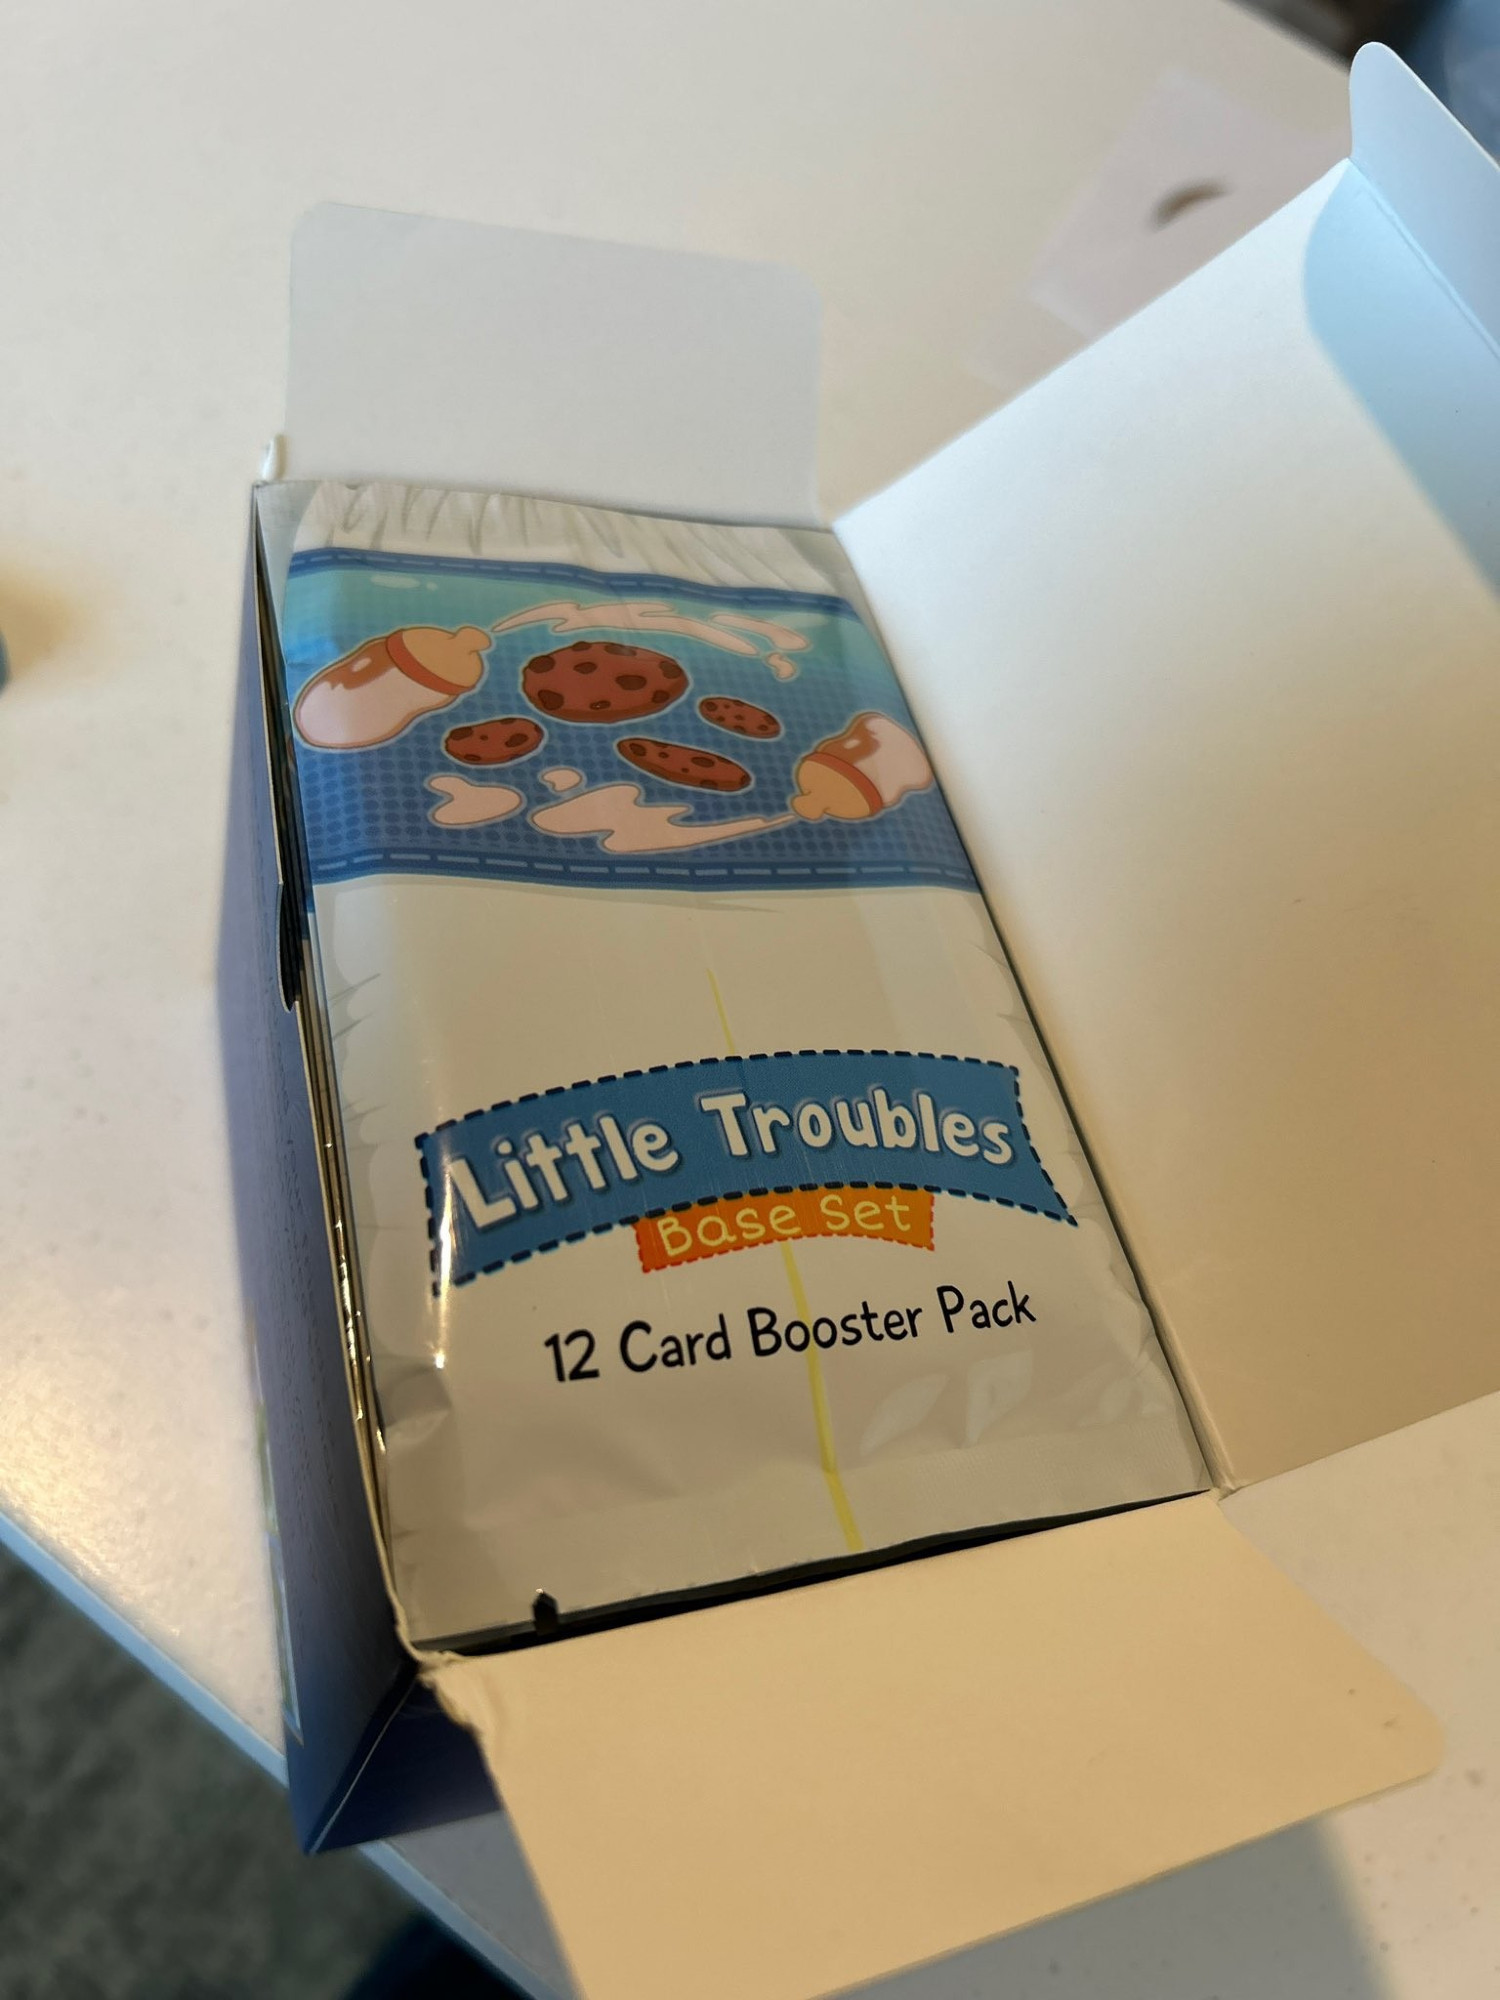 Little Troubles
Base Set
12 Card Booster Pack